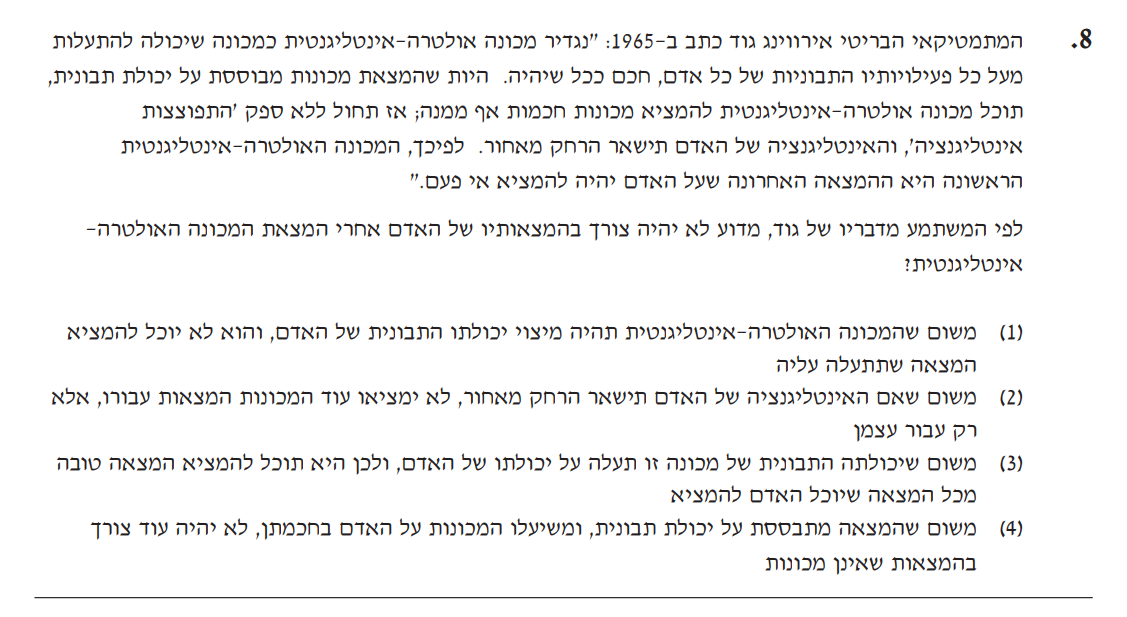 8. המתמטיקאי הבריטי אירווינג גוד כתב ב-1965: "נגדיר מכונה אולטרה-אינטליגנטית כמכונה שיכולה להתעלות
מעל כל פעילויותיו התבוניות של כל אדם, חכם ככל שיהיה. היות שהמצאת מכונות מבוססת על יכולת תבונית,
תוכל מכונה אולטרה-אינטליגנטית להמציא מכונות חכמות אף ממנה; אז תחול ללא ספק 'התפוצצות
אינטליגנציה', והאינטליגנציה של האדם תישאר הרחק מאחור. לפיכך, המכונה האולטרה-אינטליגנטית
הראשונה היא ההמצאה האחרונה שעל האדם יהיה להמציא אי פעם."
לפי המשתמע מדבריו של גוד, מדוע לא יהיה צורך בהמצאותיו של האדם אחרי המצאת המכונה האולטרה-
אינטליגנטית?
(1) משום שהמכונה האולטרה-אינטליגנטית תהיה מיצוי יכולתו התבונית של האדם, והוא לא יוכל להמציא
המצאה שתתעלה עליה
(2) משום שאם האינטליגנציה של האדם תישאר הרחק מאחור, לא ימציאו עוד המכונות המצאות עבורו, אלא
רק עבור עצמן
(3) משום שיכולתה התבונית של מכונה זו תעלה על יכולתו של האדם, ולכן היא תוכל להמציא המצאה טובה
מכל המצאה שיוכל האדם להמציא
(4) משום שהמצאה מתבססת על יכולת תבונית, ומשיעלו המכונות על האדם בחכמתן, לא יהיה עוד צורך
בהמצאות שאינן מכונות